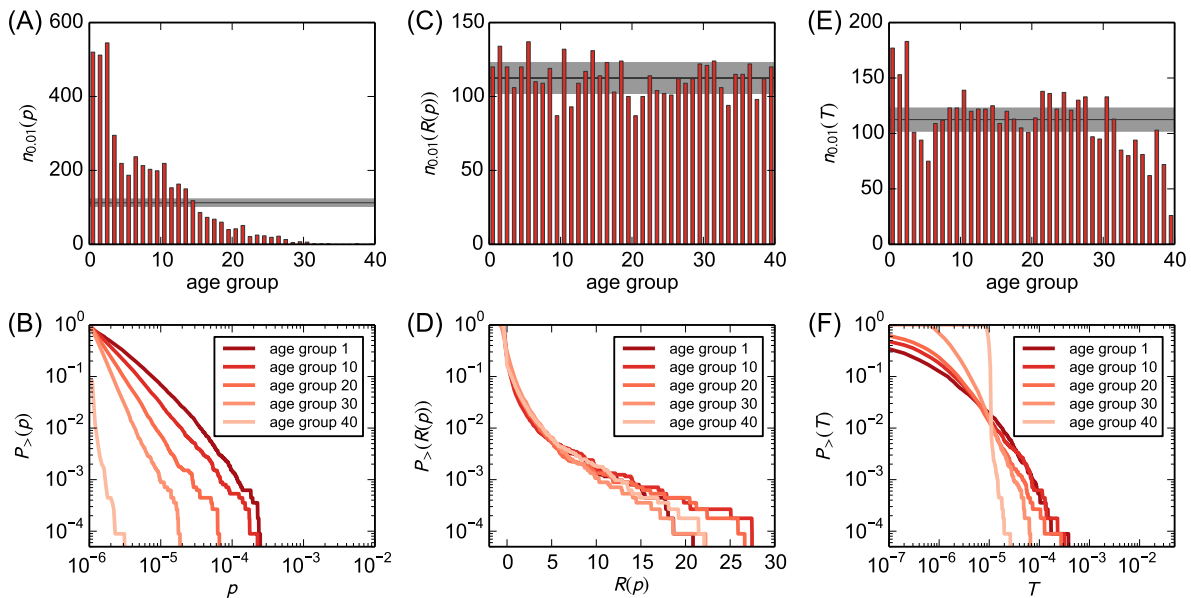 (A)
600
400
200
0
n0.01(p)
0 10 20 30 40
age group
(C)
150
100
50
0
n0.01(R(p))
0 10 20 30 40
age group
(E)
200
150
100
50
0
n0.01(T)
0 10 20 30 40
age group
(B)
10^0
10^-1
10^-2
10^-3
10^-4
P>(p)
age group 1
age group 10
age group 20
age group 30
age group 40
10^-6 10^-5 10^-4 10^-3 10^-2
p
(D)
10^0
10^-1
10^-2
10^-3
10^-4
P>(R(p))
age group 1
age group 10
age group 20
age group 30
age group 40
0 5 10 15 20 25 30
R(p)
(F)
10^0
10^-1
10^-2
10^-3
10^-4
P>(T)
age group 1
age group 10
age group 20
age group 30
age group 40
10^-7 10^-6 10^-5 10^-4 10^-3 10^-2
T